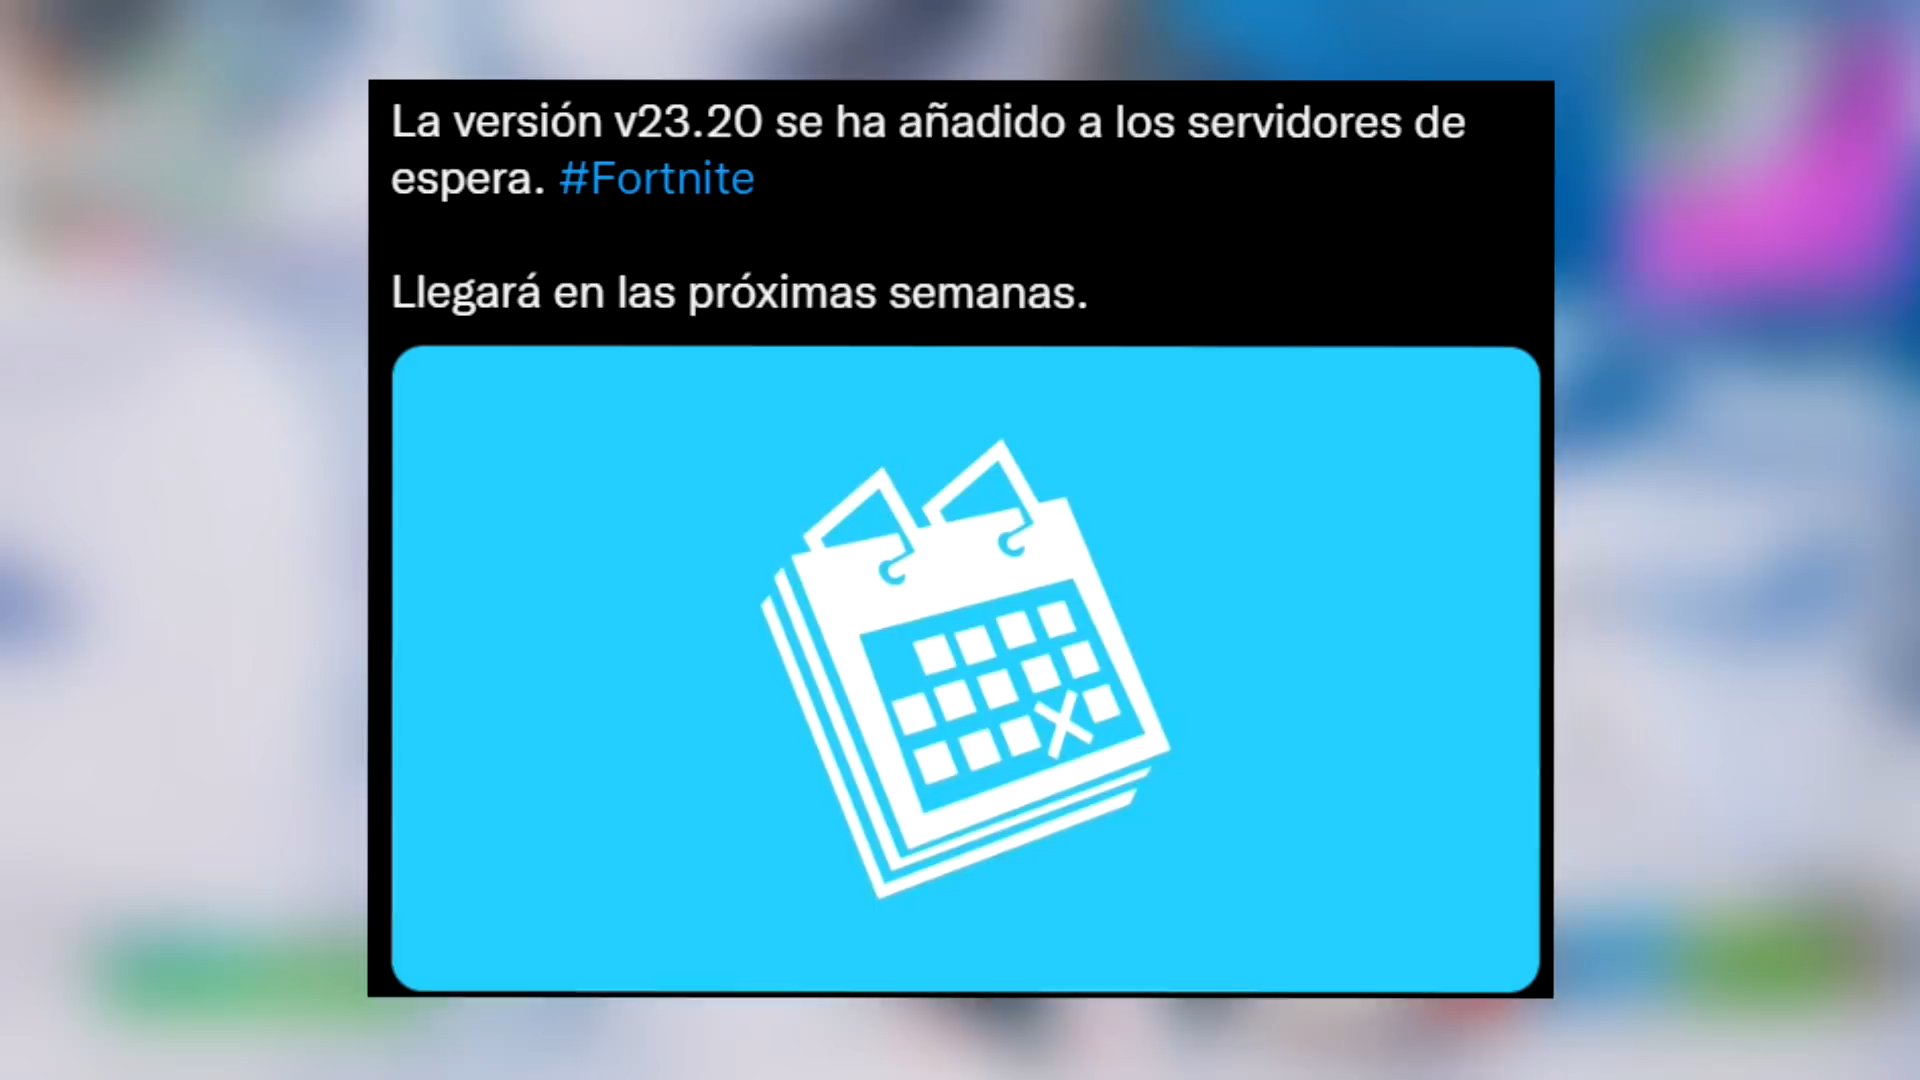 La versión v23.20 se ha añadido a los servidores de
espera. #Fortnite
Llegará en las próximas semanas.